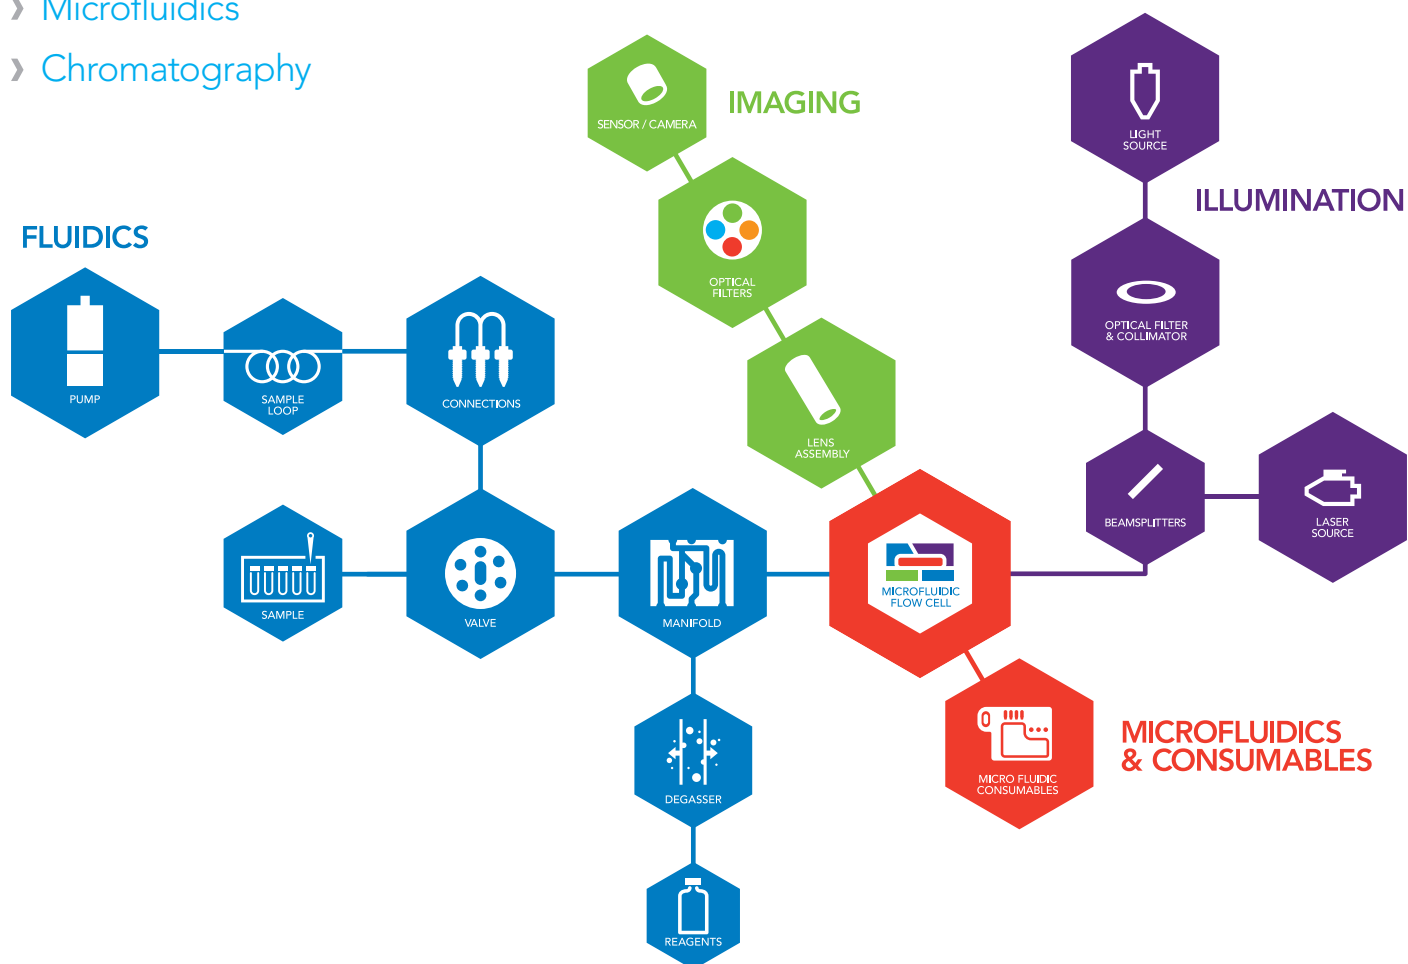 Microfluidics
Chromatography
SENSOR / CAMERA
IMAGING
LIGHT
SOURCE
ILLUMINATION
FLUIDICS
OPTICAL
FILTERS
OPTICAL FILTER
& COLLIMATOR
PUMP
SAMPLE
LOOP
CONNECTIONS
LENS
ASSEMBLY
BEAMSPLITTERS
LASER
SOURCE
SAMPLE
VALVE
MANIFOLD
MICROFLUIDIC
FLOW CELL
MICROFLUIDICS
& CONSUMABLES
MICRO FLUIDIC
CONSUMABLES
DEGASSER
REAGENTS